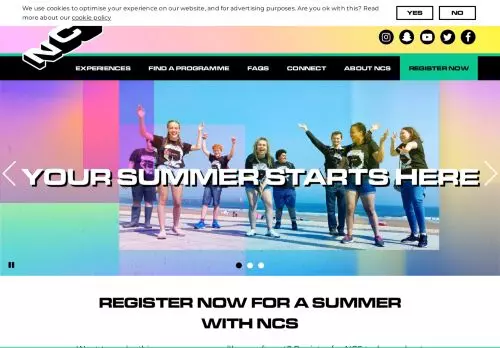 We use cookies to optimise your experience on our website, and for advertising purposes. Are you ok with this? Read
more about our cookie policy
YES
NO
NCS
EXPERIENCES
FIND A PROGRAMME
FAQS
CONNECT
ABOUT NCS
REGISTER NOW
YOUR SUMMER STARTS HERE
REGISTER NOW FOR A SUMMER
WITH NCS